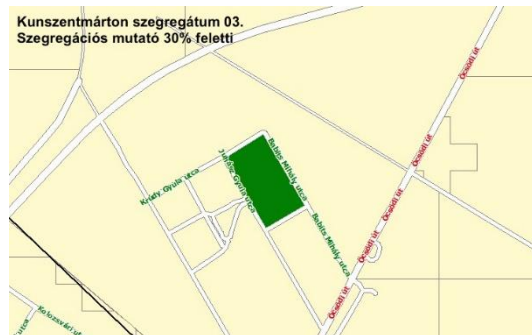 Kunszentmárton szegregátum 03.
Szegregációs mutató 30% feletti
Öcsödi út
Babits Mihály utca
Juhász Gyula utca
Krúdy Gyula utca
Babits Mihály utca
Öcsödi út
Öcsödi út
Öcsödi út
Kolozsvári u